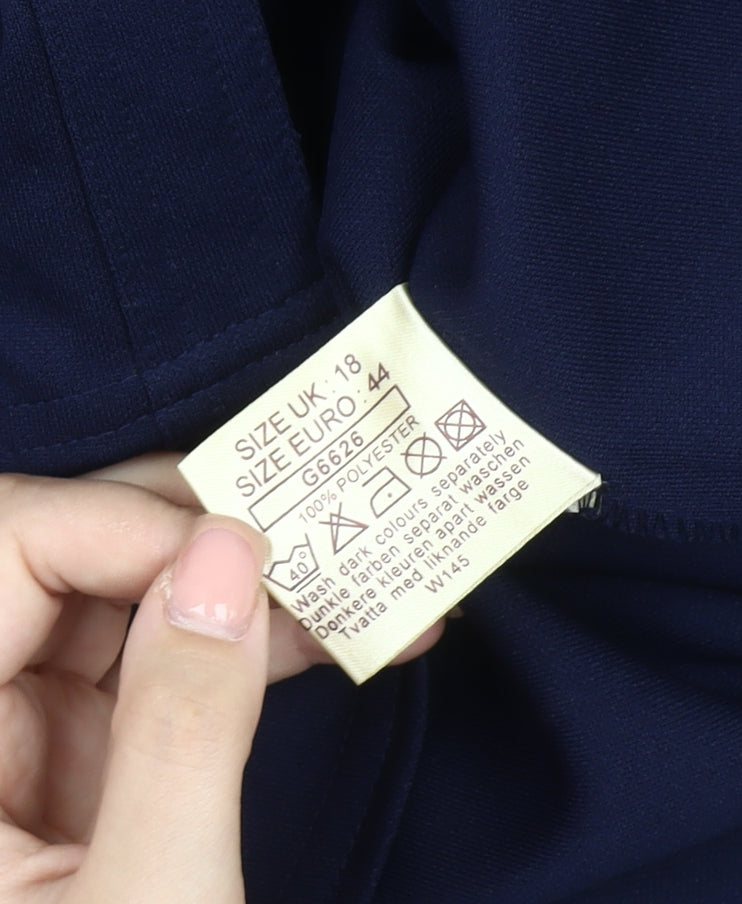 SIZE UK : 18
SIZE EURO : 44
G6626
100% POLYESTER
40°
Wash dark colours separately
Dunkle farben separat waschen
Donkere kleuren apart wassen
Tvatta med liknande farge
W145